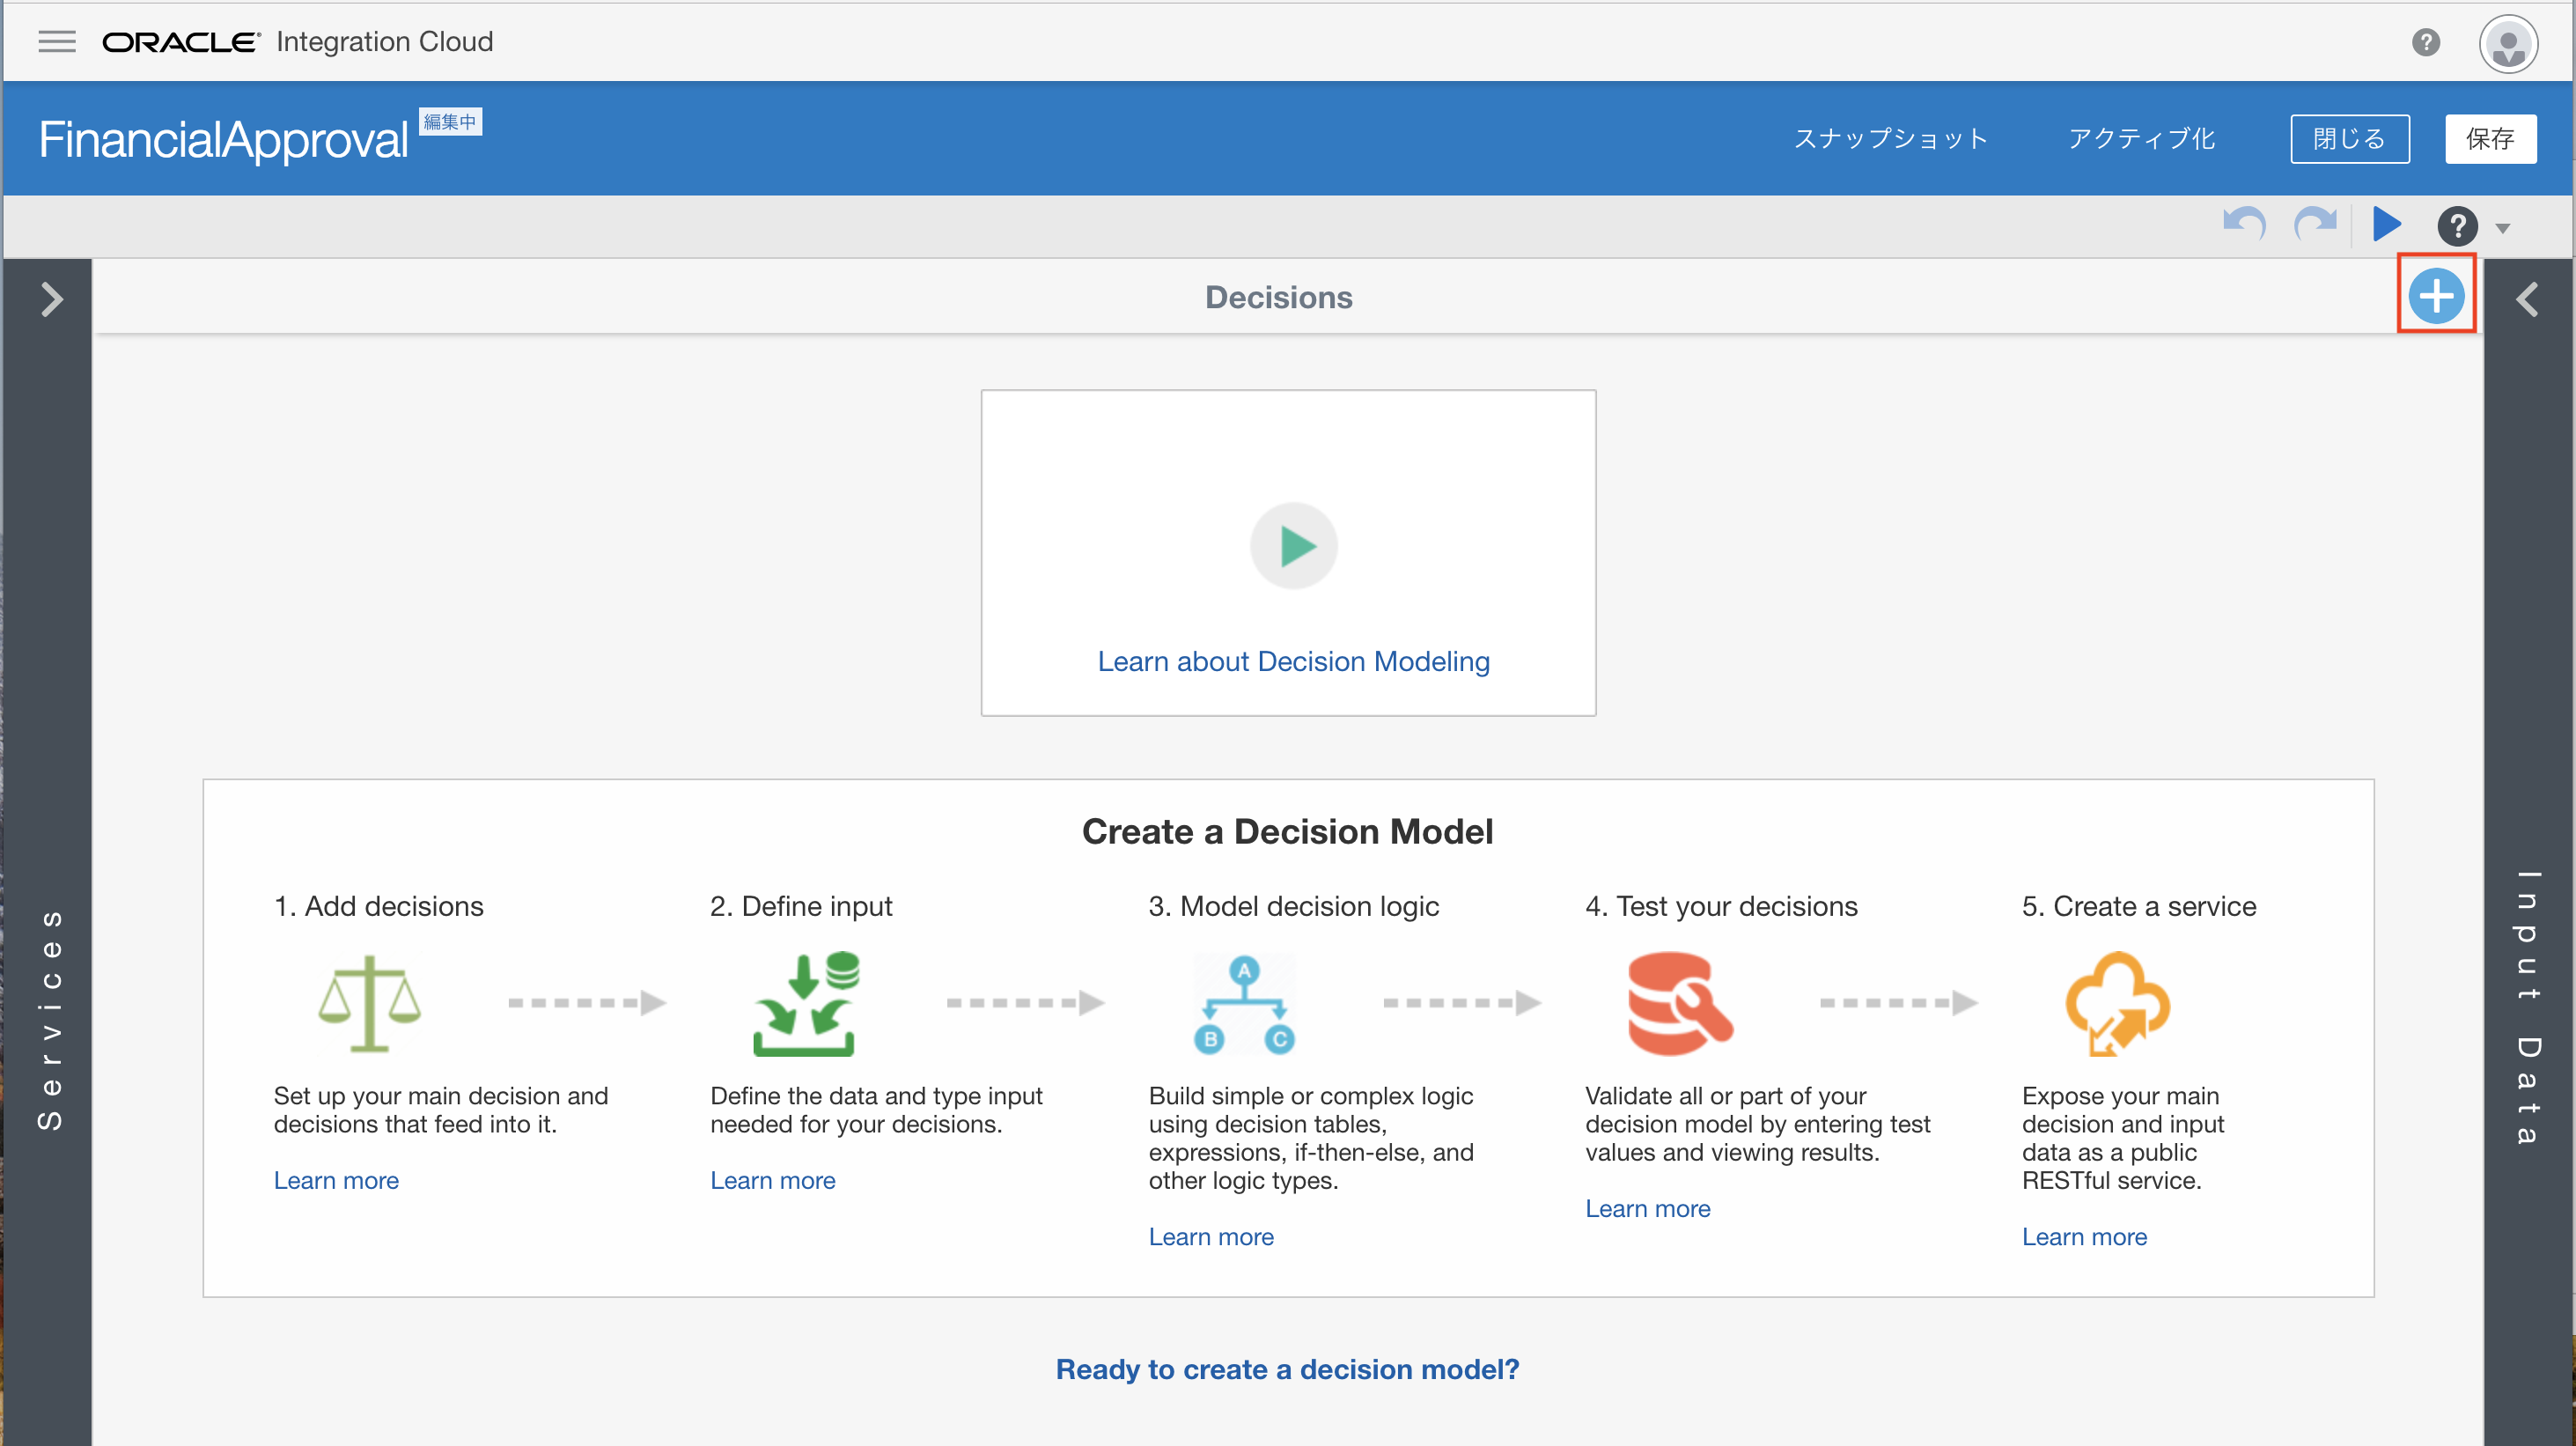 ORACLE® Integration Cloud
?
FinancialApproval 編集中
スナップショット
アクティブ化
閉じる
保存
?
Decisions
Learn about Decision Modeling
Services
Input Data
Create a Decision Model
1. Add decisions
Set up your main decision and
decisions that feed into it.
Learn more
2. Define input
Define the data and type input
needed for your decisions.
Learn more
3. Model decision logic
A
B
C
Build simple or complex logic
using decision tables,
expressions, if-then-else, and
other logic types.
Learn more
4. Test your decisions
Validate all or part of your
decision model by entering test
values and viewing results.
Learn more
5. Create a service
Expose your main
decision and input
data as a public
RESTful service.
Learn more
Ready to create a decision model?